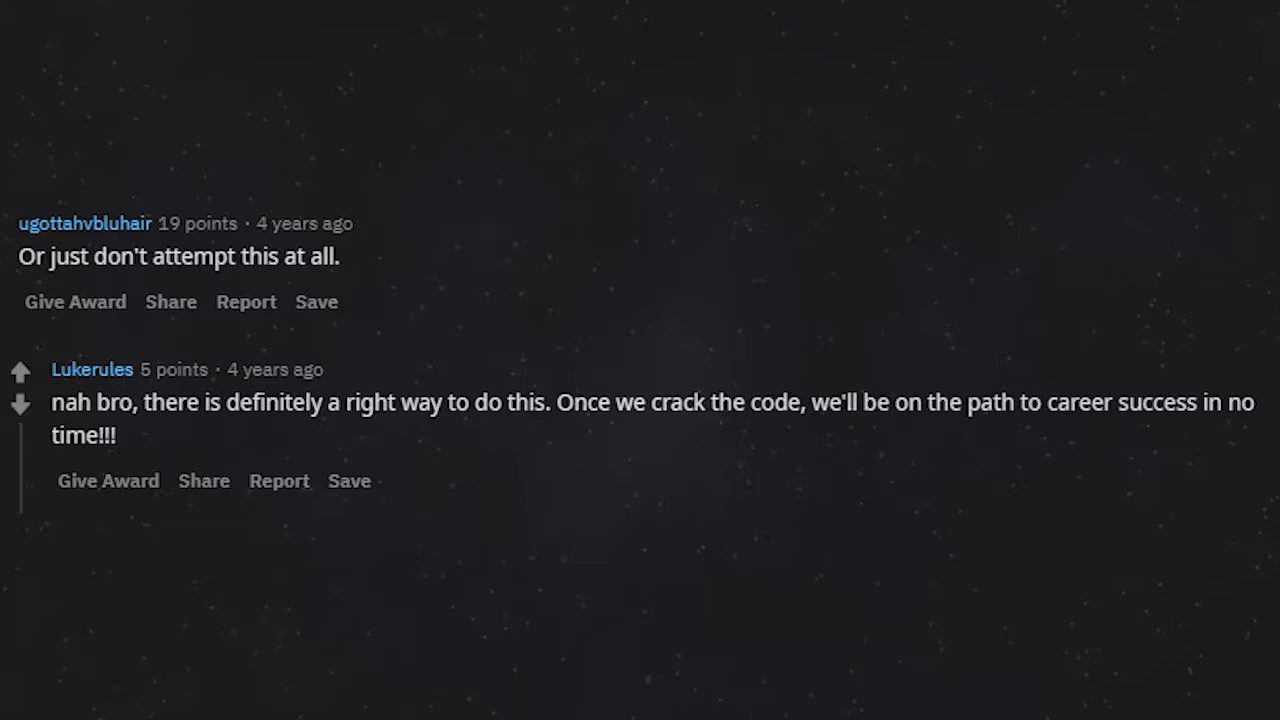 ugottahvbluhair 19 points · 4 years ago
Or just don't attempt this at all.
Give Award Share Report Save
Lukerules 5 points · 4 years ago
nah bro, there is definitely a right way to do this. Once we crack the code, we'll be on the path to career success in no
time!!!
Give Award Share Report Save